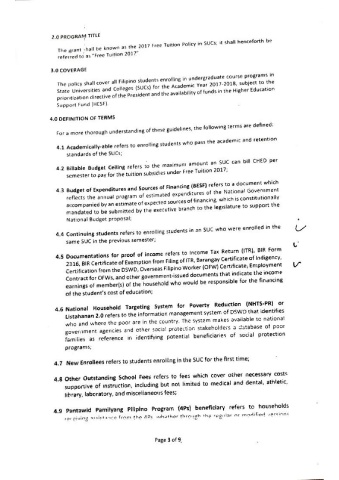 2.0 PROGRAM TITLE
The grant shall be known as the 2017 Free Tuition Policy in SUCs. It shall henceforth be
referred to as "Free Tuition 2017"
3.0 COVERAGE
The policy shall cover all Filipino students enrolling in undergraduate course programs in
State Universities and Colleges (SUCs) for the Academic Year 2017-2018, subject to the
prioritization directive of the President and the availability of funds in the Higher Education
Support Fund (HESF).
4.0 DEFINITION OF TERMS
For a more thorough understanding of these guidelines, the following terms are defined:
4.1 Academically-able refers to enrolling students who pass the academic and retention
standards of the SUCs;
4.2 Billable Budget Ceiling refers to the maximum amount an SUC can bill CHED per
semester to pay for the tuition subsidies under Free Tuition 2017;
4.3 Budget of Expenditures and Sources of Financing (BESF) refers to a document which
reflects the annual program of estimated expenditures of the National Government
accompanied by an estimate of expected sources of financing, which is constitutionally
mandated to be submitted by the executive branch to the legislature to support the
National Budget proposal;
4.4 Continuing students refers to enrolling students in an SUC who were enrolled in the
same SUC in the previous semester;
4.5 Documentations for proof of income refers to Income Tax Return (ITR), BIR Form
2316, BIR Certificate of Exemption from Filing of ITR, Barangay Certificate of Indigency,
Certification from the DSWD, Overseas Filipino Worker (OFW) Certificate, Employment
Contract for OFWs, and other government-issued documents that indicate the income
earnings of member(s) of the household who would be responsible for the financing
of the student's cost of education;
4.6 National Household Targeting System for Poverty Reduction (NHTS-PR) or
Listahanan 2.0 refers to the information management system of DSWD that identifies
who and where the poor are in the country. The system makes available to national
government agencies and other social protection stakeholders a database of poor
families as reference in identifying potential beneficiaries of social protection
programs;
4.7 New Enrollees refers to students enrolling in the SUC for the first time;
4.8 Other Outstanding School Fees refers to fees which cover other necessary costs
supportive of instruction, including but not limited to medical and dental, athletic,
library, laboratory, and miscellaneous fees;
4.9 Pantawid Pamilyang Pilipino Program (4Ps) beneficiary refers to households
receiving assistance from the 4Ps, whether through the regular or modified
Page 3 of 9